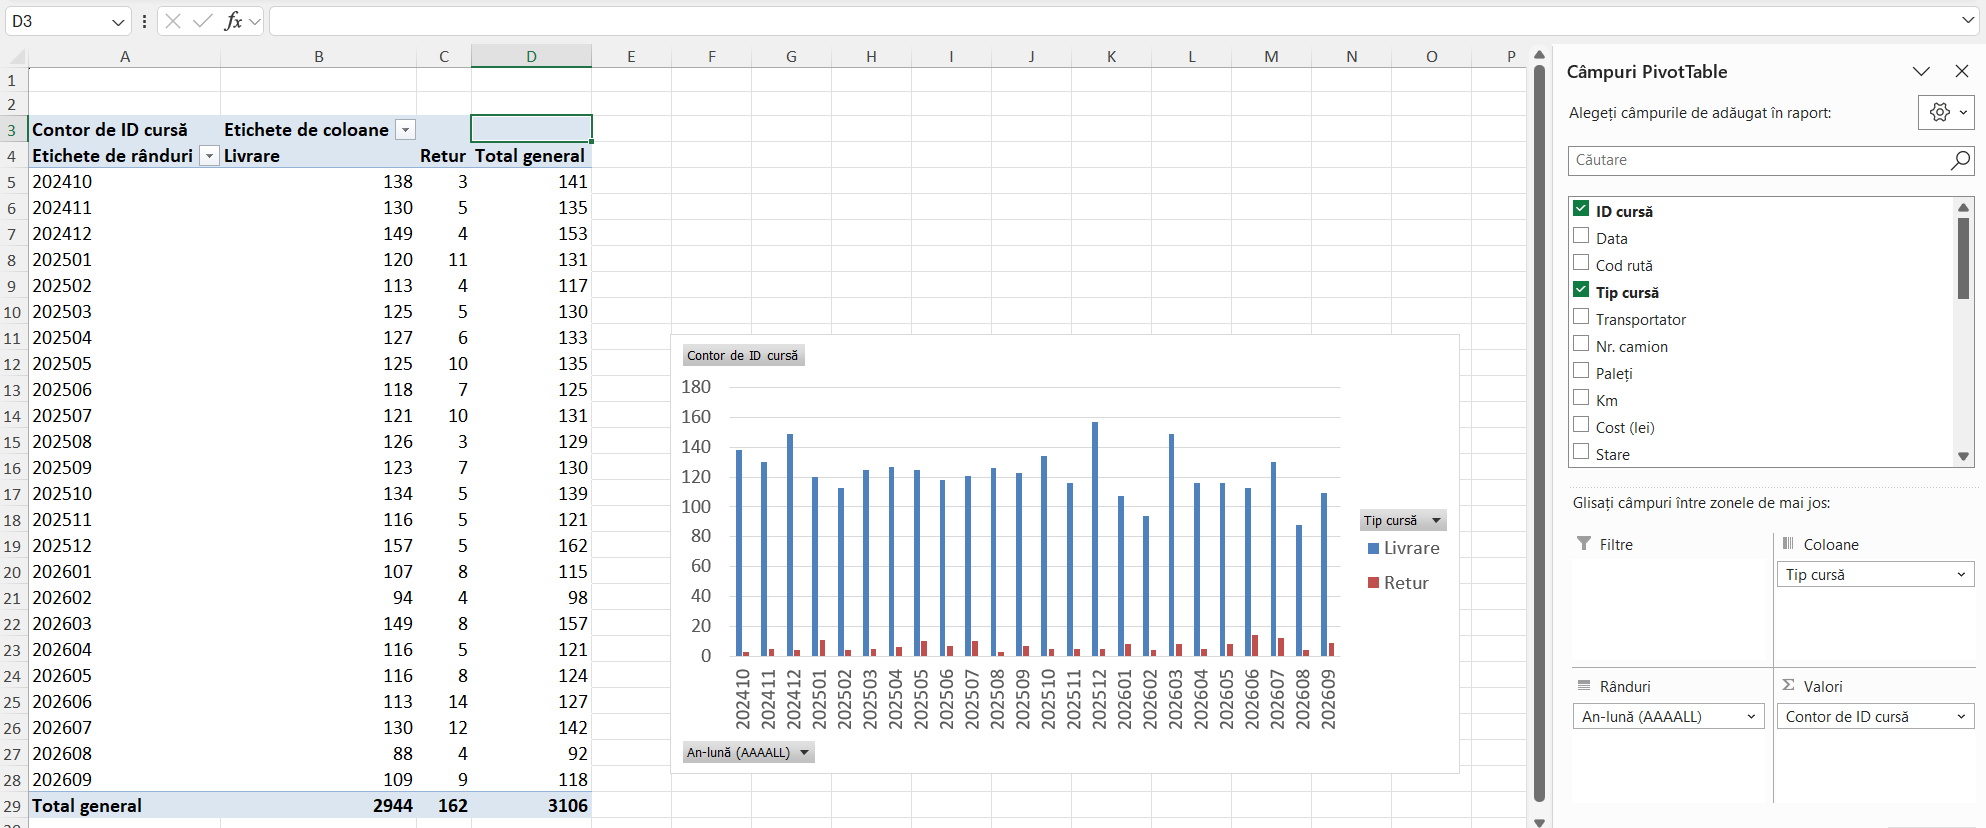 D3
fx
A B C D E F G H I J K L M N O P
1
2
3 Contor de ID cursă Etichete de coloane
4 Etichete de rânduri Livrare Retur Total general
5 202410 138 3 141
6 202411 130 5 135
7 202412 149 4 153
8 202501 120 11 131
9 202502 113 4 117
10 202503 125 5 130
11 202504 127 6 133
12 202505 125 10 135
13 202506 118 7 125
14 202507 121 10 131
15 202508 126 3 129
16 202509 123 7 130
17 202510 134 5 139
18 202511 116 5 121
19 202512 157 5 162
20 202601 107 8 115
21 202602 94 4 98
22 202603 149 8 157
23 202604 116 5 121
24 202605 116 8 124
25 202606 113 14 127
26 202607 130 12 142
27 202608 88 4 92
28 202609 109 9 118
29 Total general 2944 162 3106
Contor de ID cursă
180
160
140
120
100
80
60
40
20
0
202410 202411 202412 202501 202502 202503 202504 202505 202506 202507 202508 202509 202510 202511 202512 202601 202602 202603 202604 202605 202606 202607 202608 202609
An-lună (AAAALL)
Tip cursă
Livrare
Retur
Câmpuri PivotTable
Alegeți câmpurile de adăugat în raport:
Căutare
ID cursă
Data
Cod rută
Tip cursă
Transportator
Nr. camion
Paleți
Km
Cost (lei)
Stare
Glisați câmpuri între zonele de mai jos:
Filtre
Coloane
Tip cursă
Rânduri
An-lună (AAAALL)
Σ Valori
Contor de ID cursă